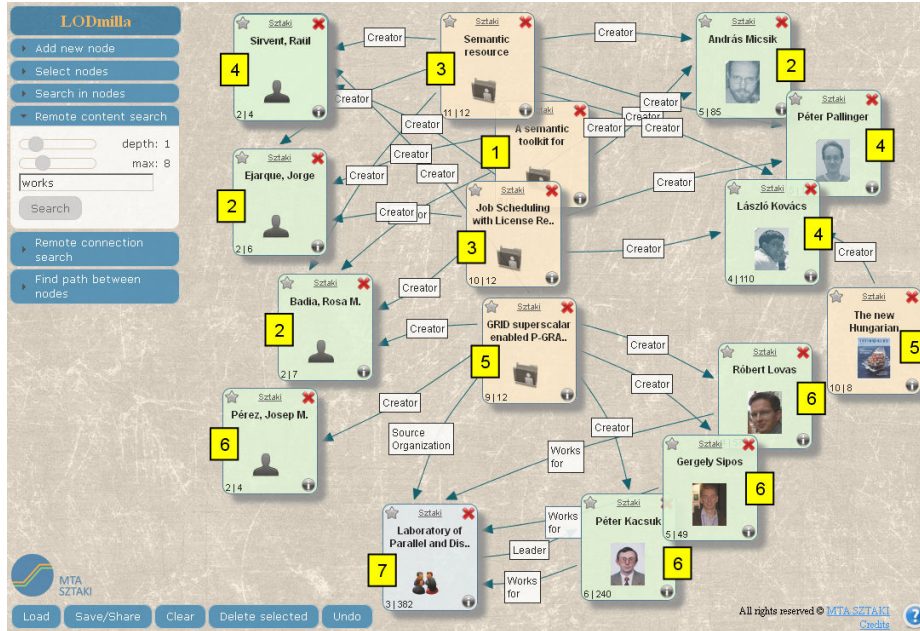 LODmilla
Add new node
Select nodes
Search in nodes
Remote content search
depth: 1
max: 8
works
Search
Remote connection
search
Find path between
nodes
Sztaki
Sirvent, Raül
4
2|4
Sztaki
Semantic
resource
3
11|12
Sztaki
András Micsik
2
5|85
Creator
Creator
Creator
Creator
Creator
Creator
Creator
A semantic
toolkit for
1
Péter Pallinger
4
Sztaki
Ejarque, Jorge
2
2|6
Creator
Creator
Creator
Sztaki
Job Scheduling
with License Re..
3
10|12
Creator
Sztaki
László Kovács
4
4|110
Creator
Sztaki
Badia, Rosa M.
2
2|7
Creator
Creator
Sztaki
GRID superscalar
enabled P-GRA..
5
9|12
Creator
Sztaki
The new
Hungarian
5
10|8
Sztaki
Róbert Lovas
6
Sztaki
Pérez, Josep M.
6
2|4
Creator
Creator
Source
Organization
Works
for
Sztaki
Gergely Sipos
6
5|49
Sztaki
Laboratory of
Parallel and Dis..
7
3|382
Works
for
Leader
Works
for
Sztaki
Péter Kacsuk
6
6|240
MTA
SZTAKI
Load
Save/Share
Clear
Delete selected
Undo
All rights reserved © MTA SZTAKI
Credits
?